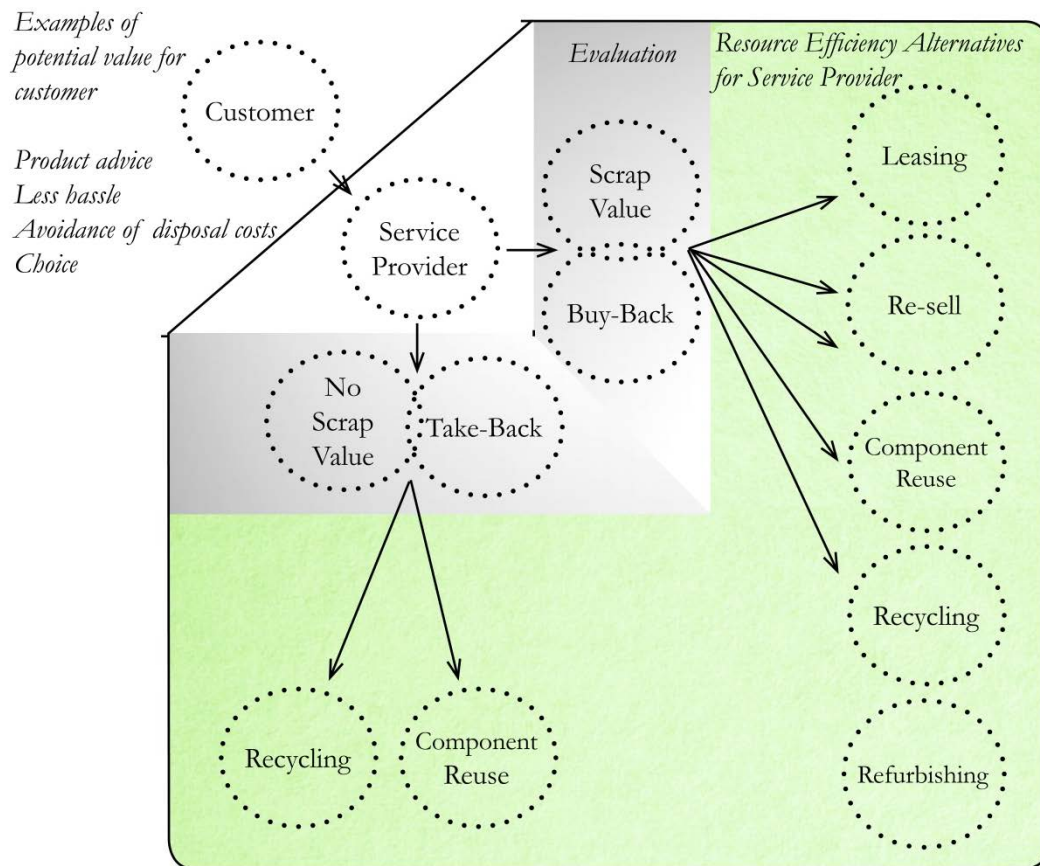 Examples of
potential value for
customer
Product advice
Less hassle
Avoidance of disposal costs
Choice
Customer
Service
Provider
Evaluation
Scrap
Value
Buy-Back
No
Scrap
Value
Take-Back
Resource Efficiency Alternatives
for Service Provider
Leasing
Re-sell
Component
Reuse
Recycling
Refurbishing
Recycling
Component
Reuse